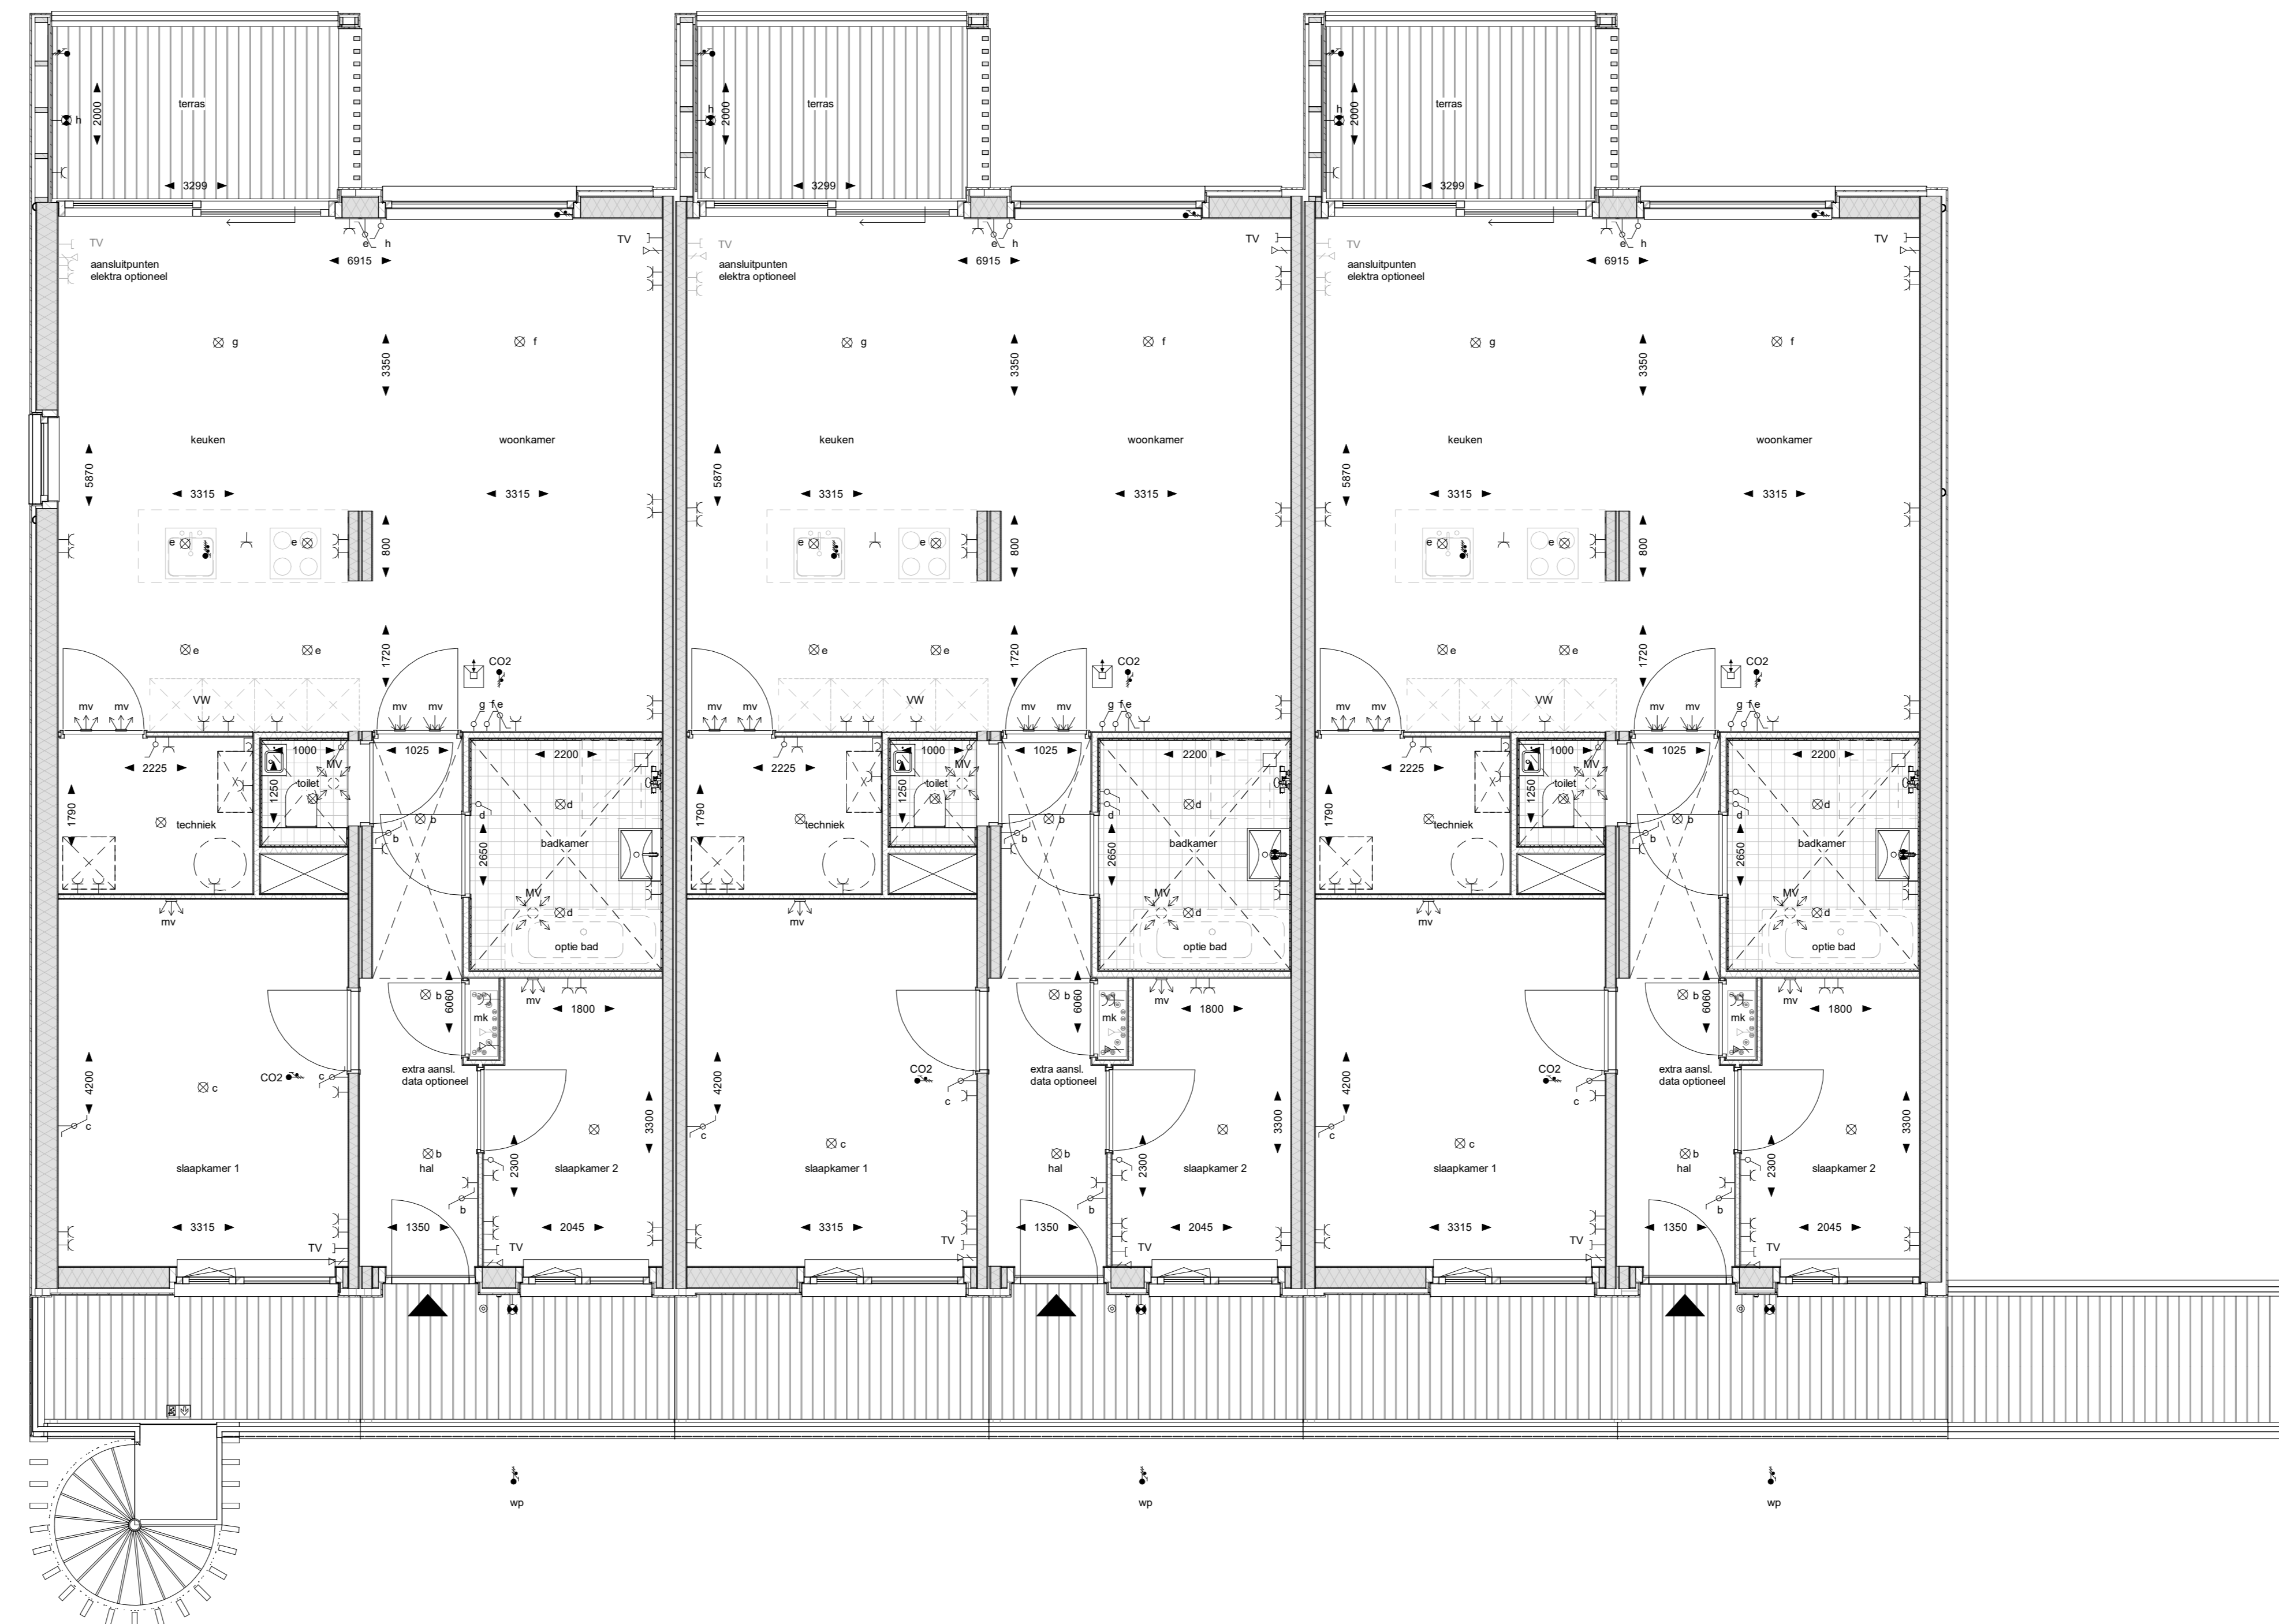 terras
2000
h
3299
TV
aansluitpunten
elektra optioneel
e
h
6915
TV
g
f
3350
keuken
woonkamer
5870
3315
3315
e
e
800
e
e
1720
CO2
VW
mv
mv
mv
mv
g
f
e
2225
1000
MV
1025
2200
1250
toilet
1790
techniek
d
b
d
b
2650
badkamer
MV
d
mv
optie bad
b
6060
mv
1800
mk
4200
CO2
c
c
extra aansl.
data optioneel
c
3300
b
2300
slaapkamer 1
hal
slaapkamer 2
b
3315
1350
2045
TV
TV
wp
terras
2000
h
3299
TV
aansluitpunten
elektra optioneel
e
h
6915
TV
g
f
3350
keuken
woonkamer
5870
3315
3315
e
e
800
e
e
1720
CO2
VW
mv
mv
mv
mv
g
f
e
2225
1000
MV
1025
2200
1250
toilet
1790
techniek
d
b
d
b
2650
badkamer
MV
d
mv
optie bad
b
6060
mv
1800
mk
4200
CO2
c
extra aansl.
data optioneel
c
3300
c
b
2300
slaapkamer 1
hal
slaapkamer 2
b
3315
1350
2045
TV
TV
wp
terras
2000
h
3299
TV
aansluitpunten
elektra optioneel
e
h
6915
TV
g
f
3350
keuken
woonkamer
5870
3315
3315
e
e
800
e
e
1720
CO2
VW
mv
mv
mv
mv
g
f
e
2225
1000
MV
1025
2200
1250
toilet
1790
techniek
d
b
d
b
2650
badkamer
MV
d
mv
optie bad
b
6060
mv
1800
mk
4200
CO2
c
extra aansl.
data optioneel
c
3300
c
b
2300
slaapkamer 1
hal
slaapkamer 2
b
3315
1350
2045
TV
TV
wp